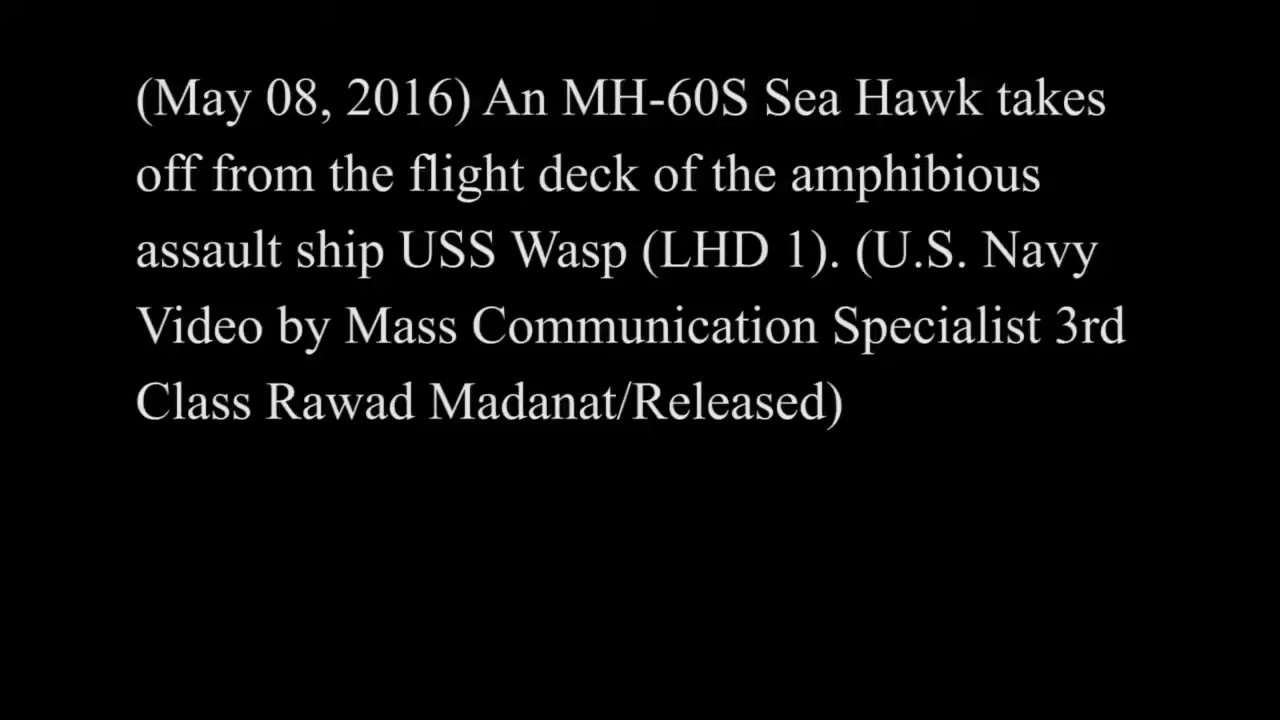 (May 08, 2016) An MH-60S Sea Hawk takes
off from the flight deck of the amphibious
assault ship USS Wasp (LHD 1). (U.S. Navy
Video by Mass Communication Specialist 3rd
Class Rawad Madanat/Released)